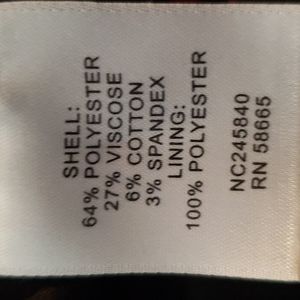 SHELL:
64% POLYESTER
27% VISCOSE
6% COTTON
3% SPANDEX
LINING:
100% POLYESTER
NC245840
RN 58665